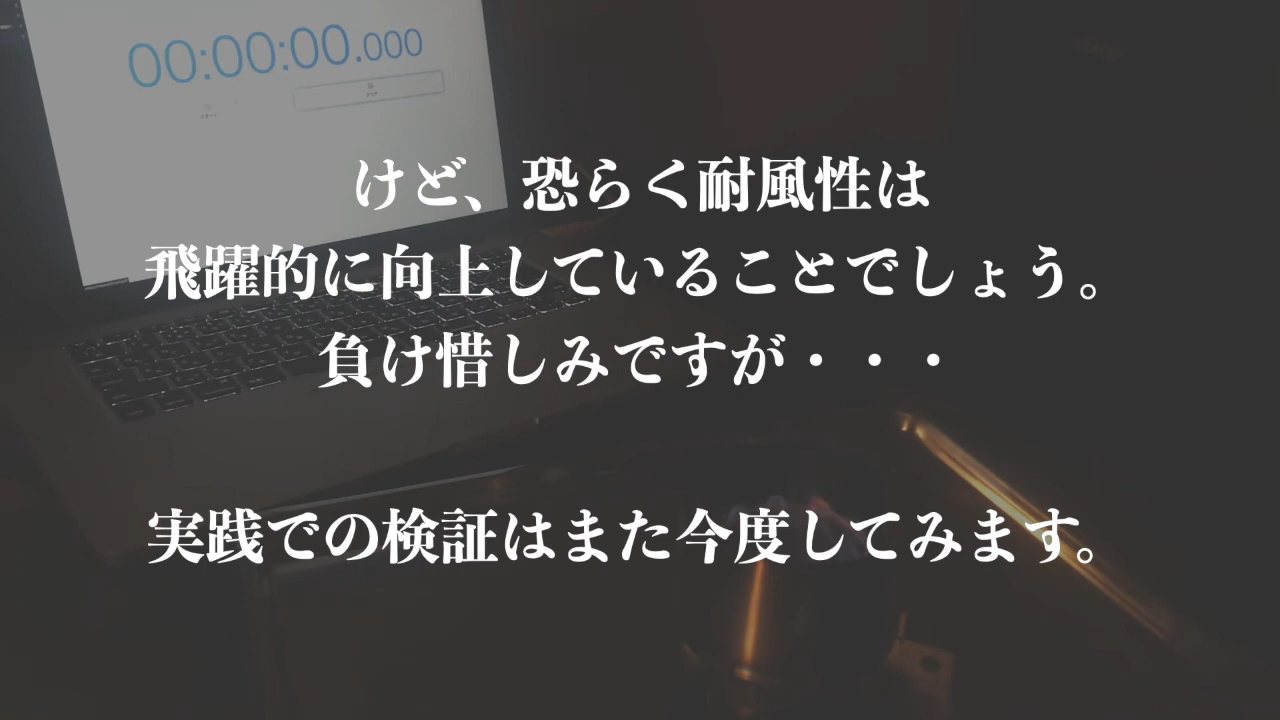 00:00:00.000
けど、恐らく耐風性は
飛躍的に向上していることでしょう。
負け惜しみですが・・・
実践での検証はまた今度してみます。